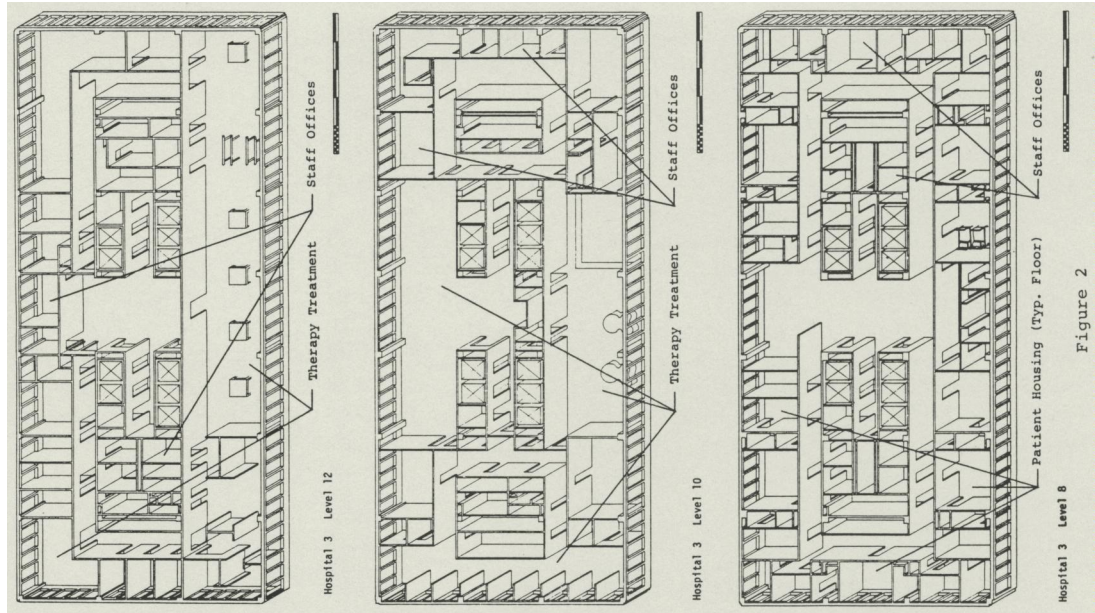 Staff Offices
Therapy Treatment
Hospital 3 Level 12
Staff Offices
Therapy Treatment
Hospital 3 Level 10
Staff Offices
Patient Housing (Typ. Floor)
Hospital 3 Level 8
Figure 2